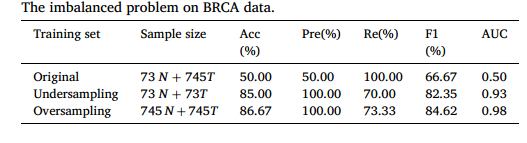 The imbalanced problem on BRCA data.
Training set Sample size Acc (%) Pre(%) Re(%) F1 (%) AUC
Original 73 N + 745T 50.00 50.00 100.00 66.67 0.50
Undersampling 73 N + 73T 85.00 100.00 70.00 82.35 0.93
Oversampling 745 N + 745T 86.67 100.00 73.33 84.62 0.98